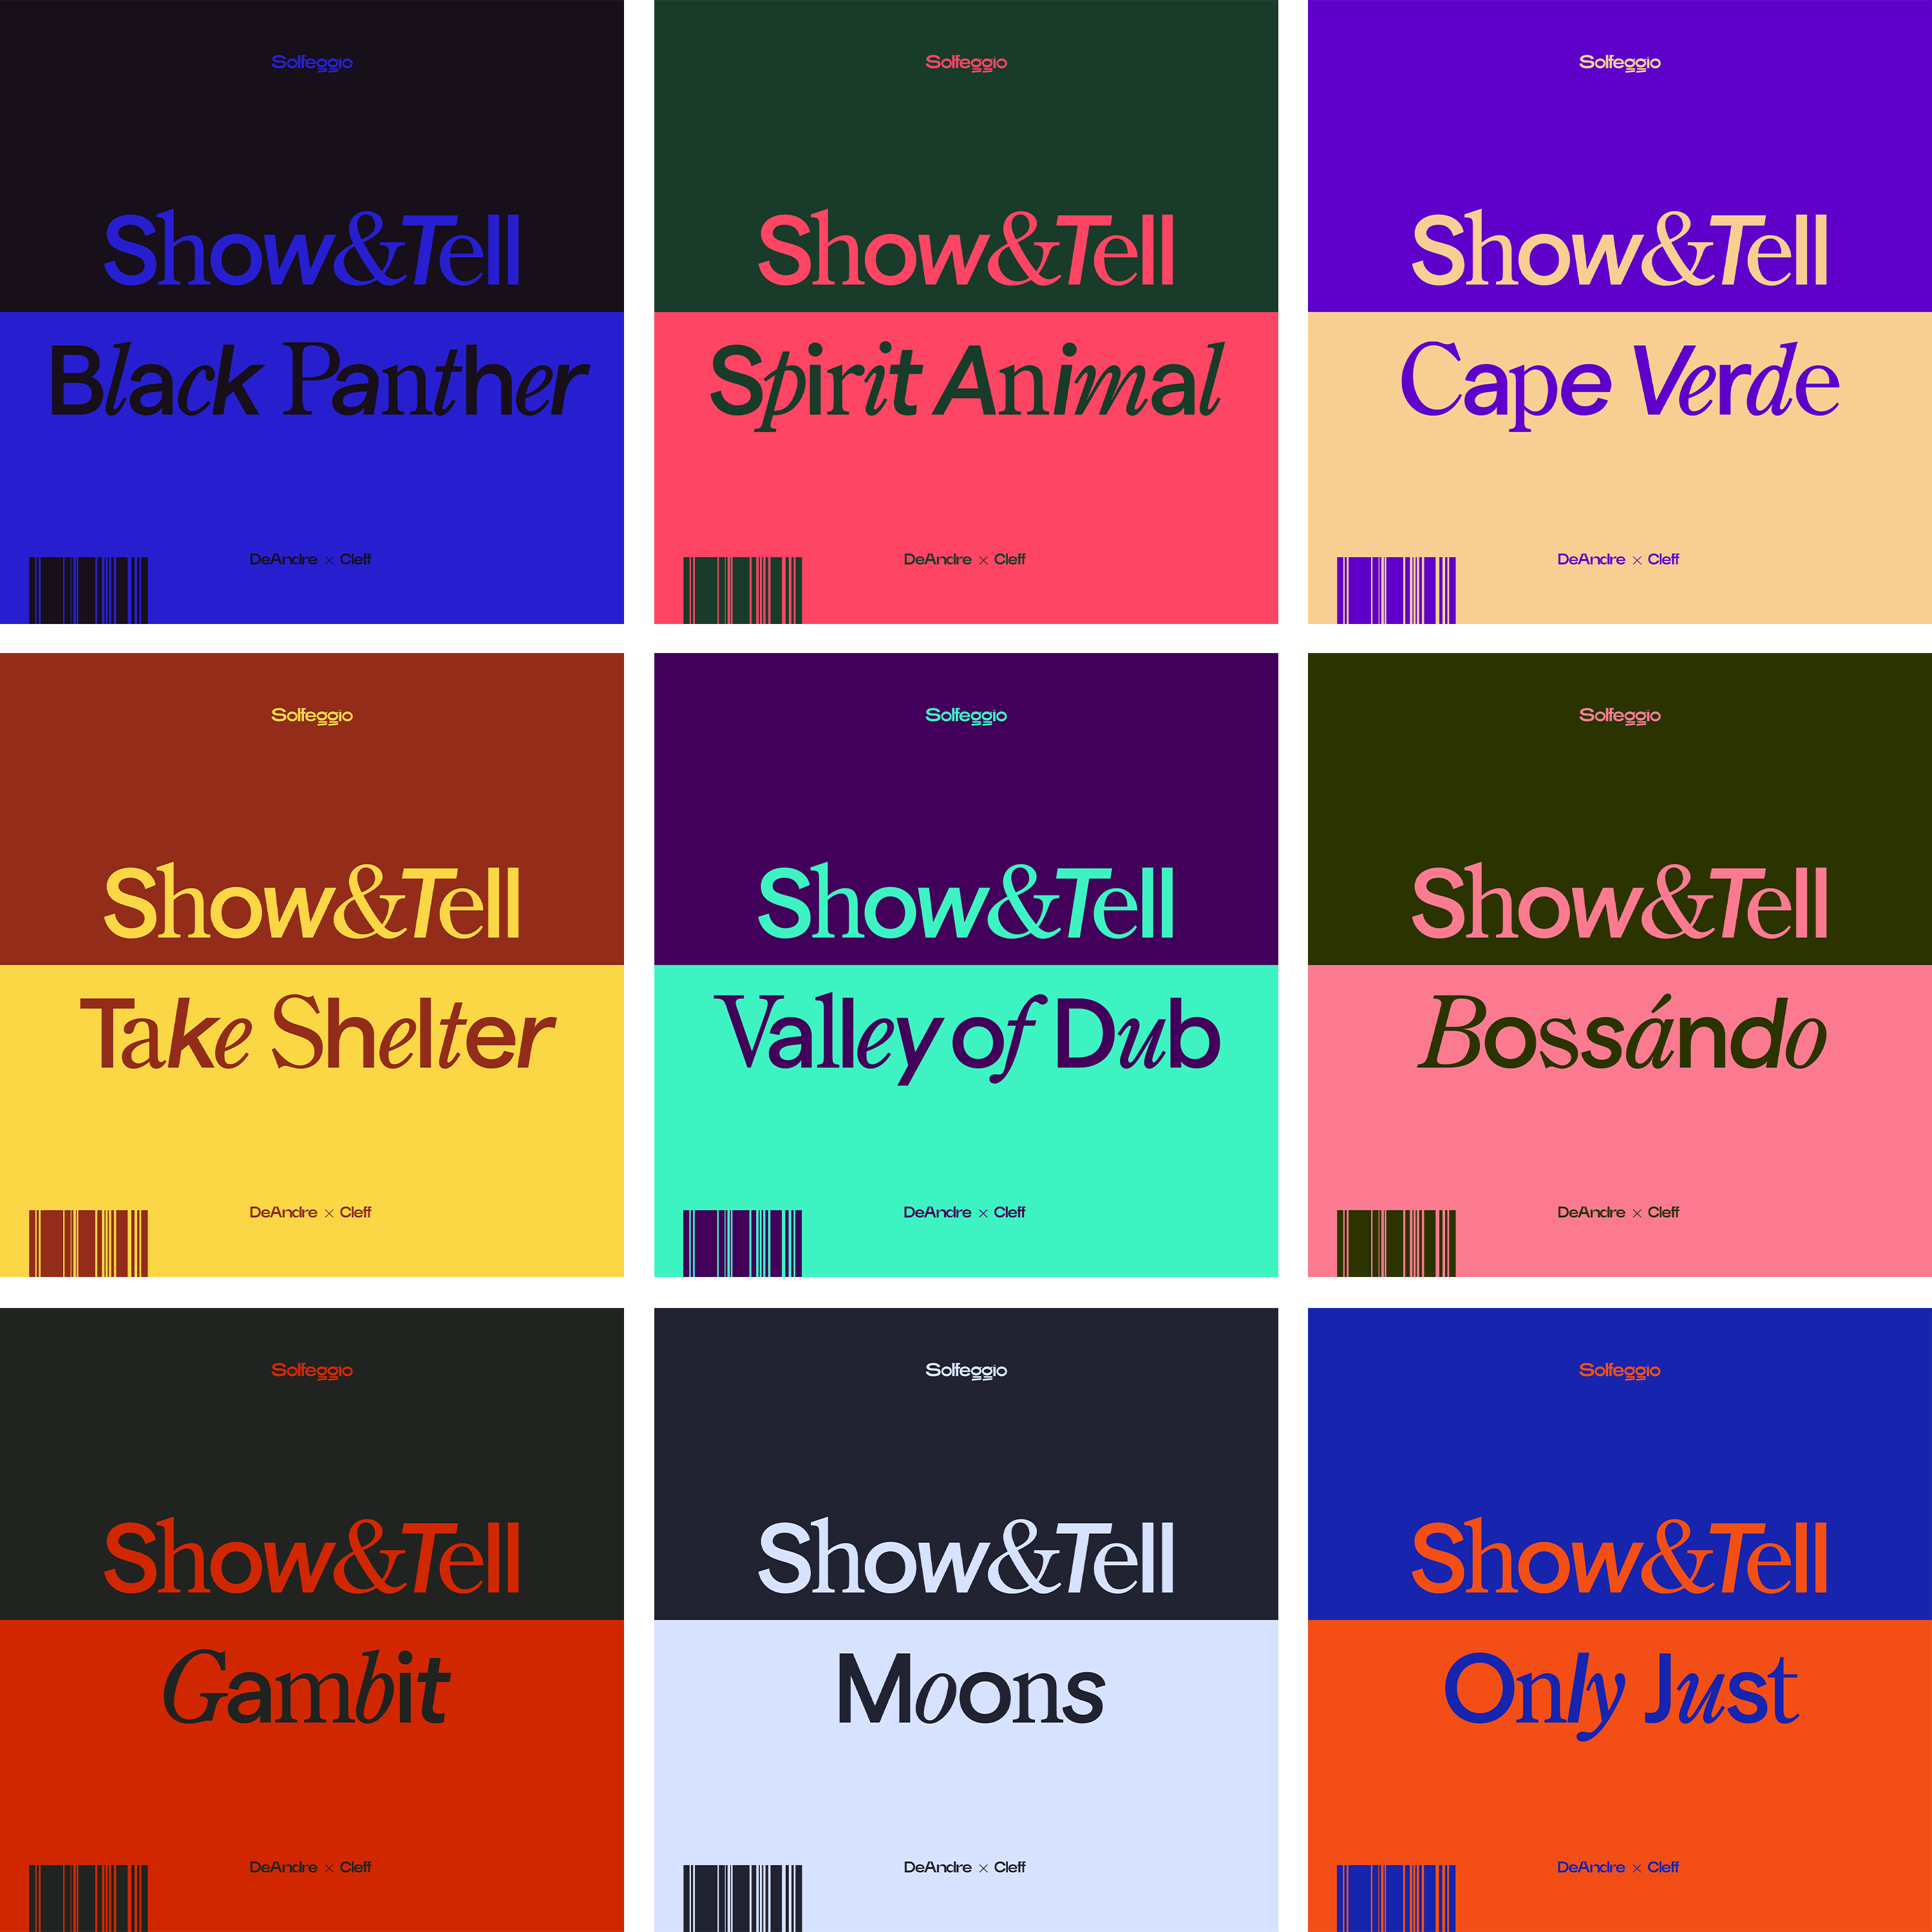 Solfeggio
Show&Tell
Black Panther
DeAndre × Cleff
Solfeggio
Show&Tell
Spirit Animal
DeAndre × Cleff
Solfeggio
Show&Tell
Cape Verde
DeAndre × Cleff
Solfeggio
Show&Tell
Take Shelter
DeAndre × Cleff
Solfeggio
Show&Tell
Valley of Dub
DeAndre × Cleff
Solfeggio
Show&Tell
Bossándo
DeAndre × Cleff
Solfeggio
Show&Tell
Gambit
DeAndre × Cleff
Solfeggio
Show&Tell
Moons
DeAndre × Cleff
Solfeggio
Show&Tell
Only Just
DeAndre × Cleff